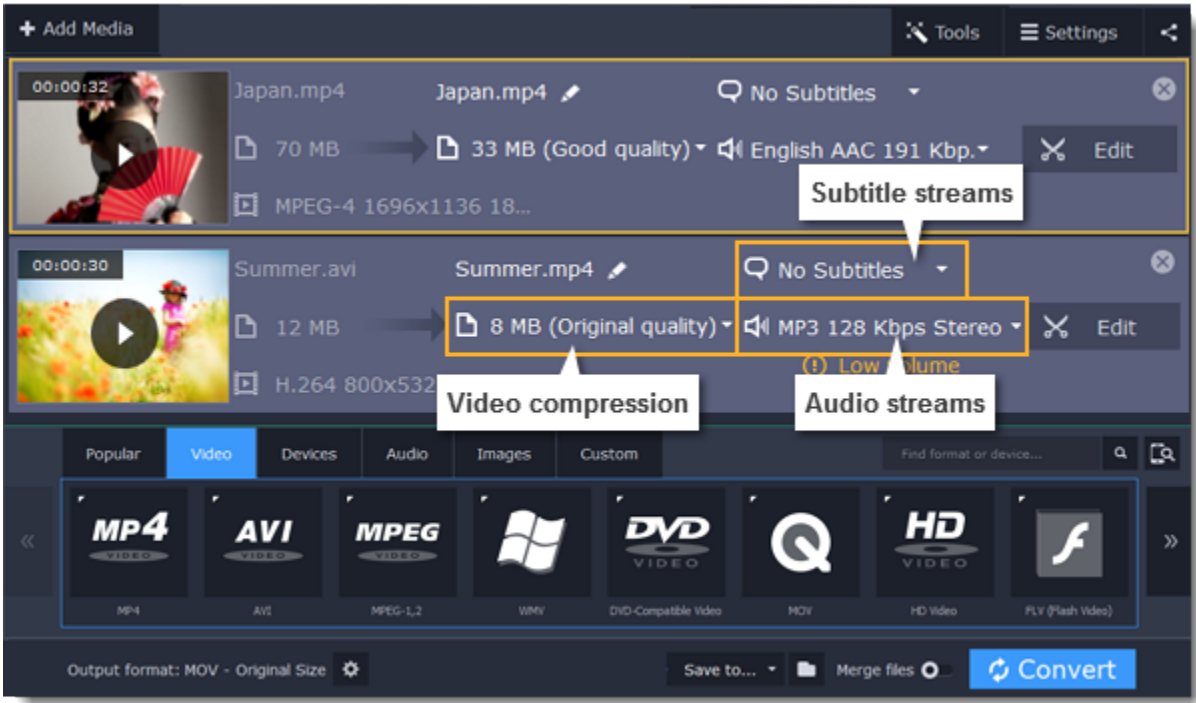 Add Media
Tools
Settings
00:00:32
Japan.mp4
Japan.mp4
No Subtitles
70 MB
33 MB (Good quality)
English AAC 191 Kbp.
Edit
MPEG-4 1696x1136 18...
Subtitle streams
00:00:30
Summer.avi
Summer.mp4
No Subtitles
12 MB
8 MB (Original quality)
MP3 128 Kbps Stereo
Edit
Low
H.264 800x532
Video compression
Audio streams
Popular
Video
Devices
Audio
Images
Custom
Find format or device...
MP4
VIDEO
AVI
VIDEO
MPEG
VIDEO
DVD
VIDEO
HD
VIDEO
MP4
AVI
MPEG-1,2
WMV
DVD-Compatible Video
MOV
HD Video
FLV (Flash Video)
Output format: MOV - Original Size
Save to...
Merge files
Convert